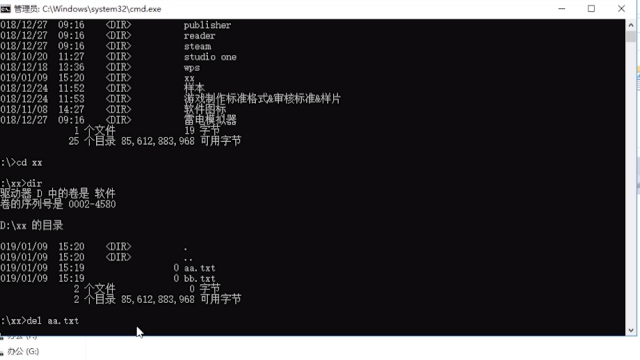 管理员: C:\Windows\system32\cmd.exe
018/12/27 09:16 <DIR> publisher
018/12/27 09:16 <DIR> reader
018/12/27 09:16 <DIR> steam
018/10/20 11:27 <DIR> studio one
018/12/18 13:36 <DIR> wps
019/01/09 15:20 <DIR> xx
018/12/24 11:52 <DIR> 样本
018/12/24 11:53 <DIR> 游戏制作标准格式&审核标准&样片
018/11/08 14:27 <DIR> 软件图标
018/12/27 09:16 <DIR> 雷电模拟器
1 个文件 19 字节
25 个目录 85,612,883,968 可用字节
:\>cd xx
:\xx>dir
驱动器 D 中的卷是 软件
卷的序列号是 0002-4580
D:\xx 的目录
019/01/09 15:20 <DIR> .
019/01/09 15:20 <DIR> ..
019/01/09 15:19 0 aa.txt
019/01/09 15:19 0 bb.txt
2 个文件 0 字节
2 个目录 85,612,883,968 可用字节
:\xx>del aa.txt
办公 (G:)